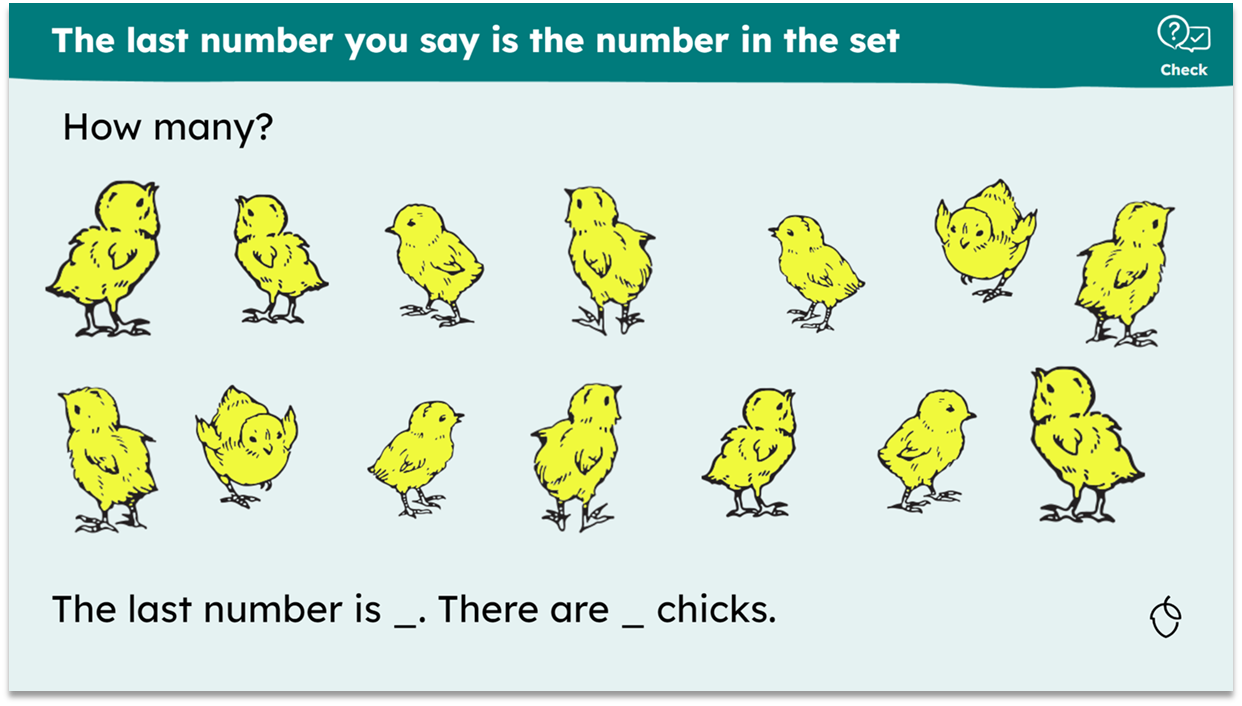 The last number you say is the number in the set
?
Check
How many?
The last number is _. There are _ chicks.